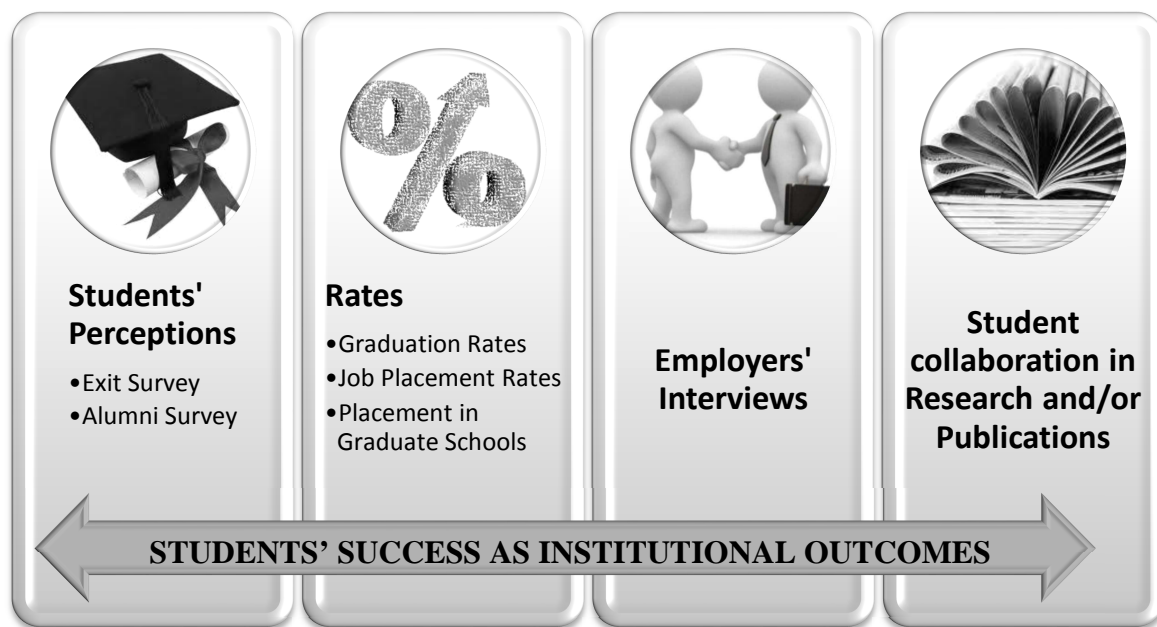 Students'
Perceptions
•Exit Survey
•Alumni Survey
Rates
•Graduation Rates
•Job Placement Rates
•Placement in
Graduate Schools
Employers'
Interviews
Student
collaboration in
Research and/or
Publications
STUDENTS’ SUCCESS AS INSTITUTIONAL OUTCOMES